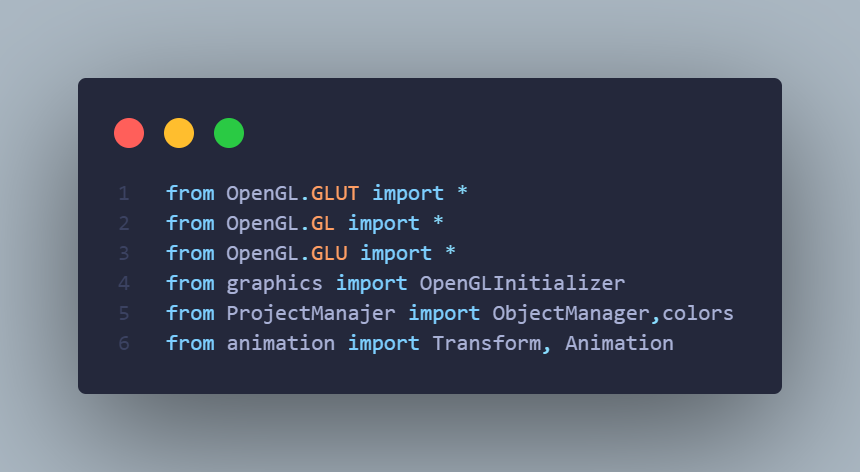 1 from OpenGL.GLUT import *
2 from OpenGL.GL import *
3 from OpenGL.GLU import *
4 from graphics import OpenGLInitializer
5 from ProjectManajer import ObjectManager,colors
6 from animation import Transform, Animation